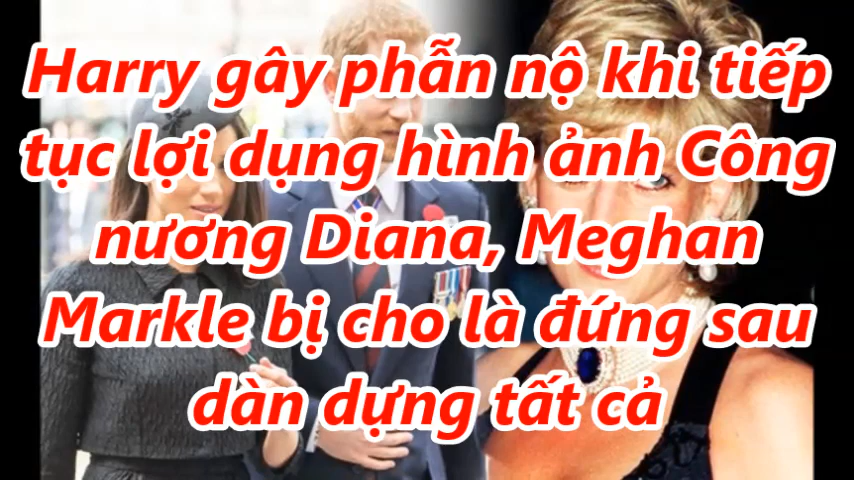 Harry gây phẫn nộ khi tiếp
tục lợi dụng hình ảnh Công
nương Diana, Meghan
Markle bị cho là đứng sau
dàn dựng tất cả